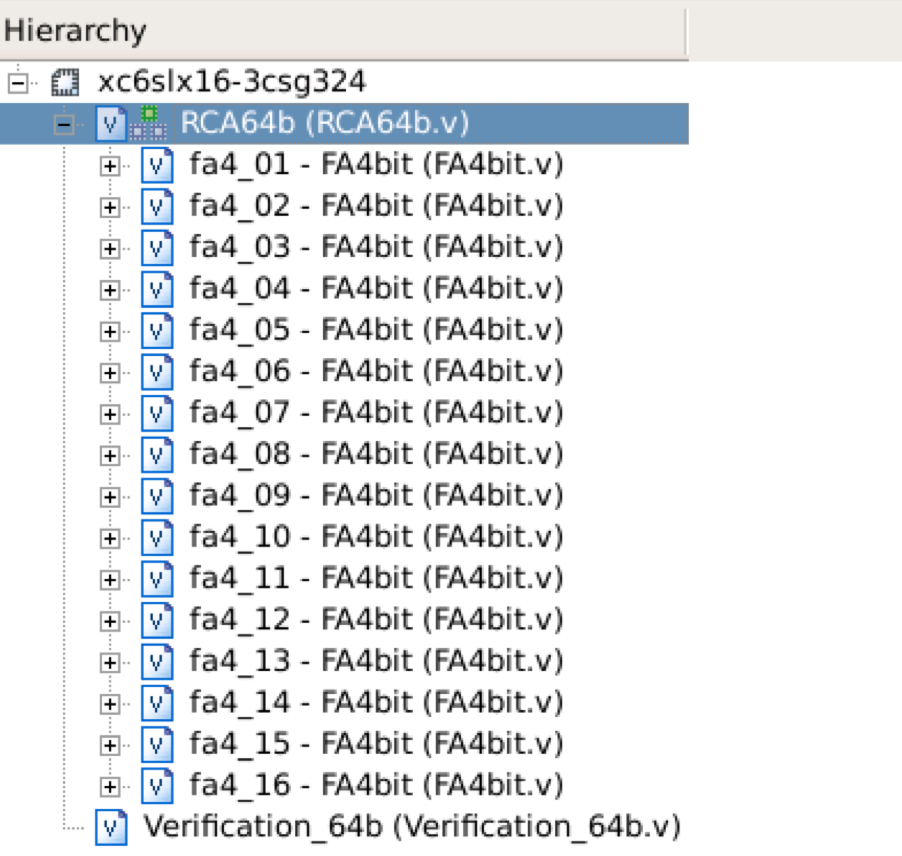 Hierarchy
xc6slx16-3csg324
RCA64b (RCA64b.v)
fa4_01 - FA4bit (FA4bit.v)
fa4_02 - FA4bit (FA4bit.v)
fa4_03 - FA4bit (FA4bit.v)
fa4_04 - FA4bit (FA4bit.v)
fa4_05 - FA4bit (FA4bit.v)
fa4_06 - FA4bit (FA4bit.v)
fa4_07 - FA4bit (FA4bit.v)
fa4_08 - FA4bit (FA4bit.v)
fa4_09 - FA4bit (FA4bit.v)
fa4_10 - FA4bit (FA4bit.v)
fa4_11 - FA4bit (FA4bit.v)
fa4_12 - FA4bit (FA4bit.v)
fa4_13 - FA4bit (FA4bit.v)
fa4_14 - FA4bit (FA4bit.v)
fa4_15 - FA4bit (FA4bit.v)
fa4_16 - FA4bit (FA4bit.v)
Verification_64b (Verification_64b.v)